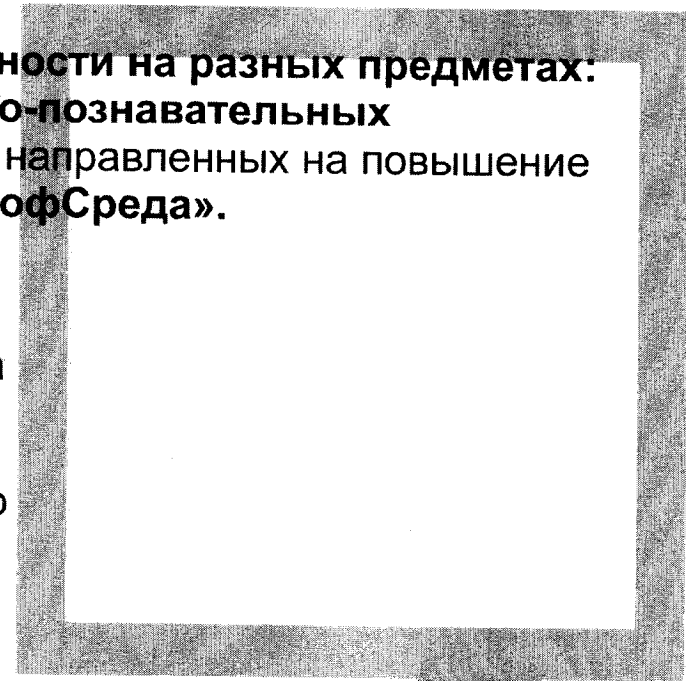 ности на разных предметах:
о-познавательных
направленных на повышение
офСреда».
о